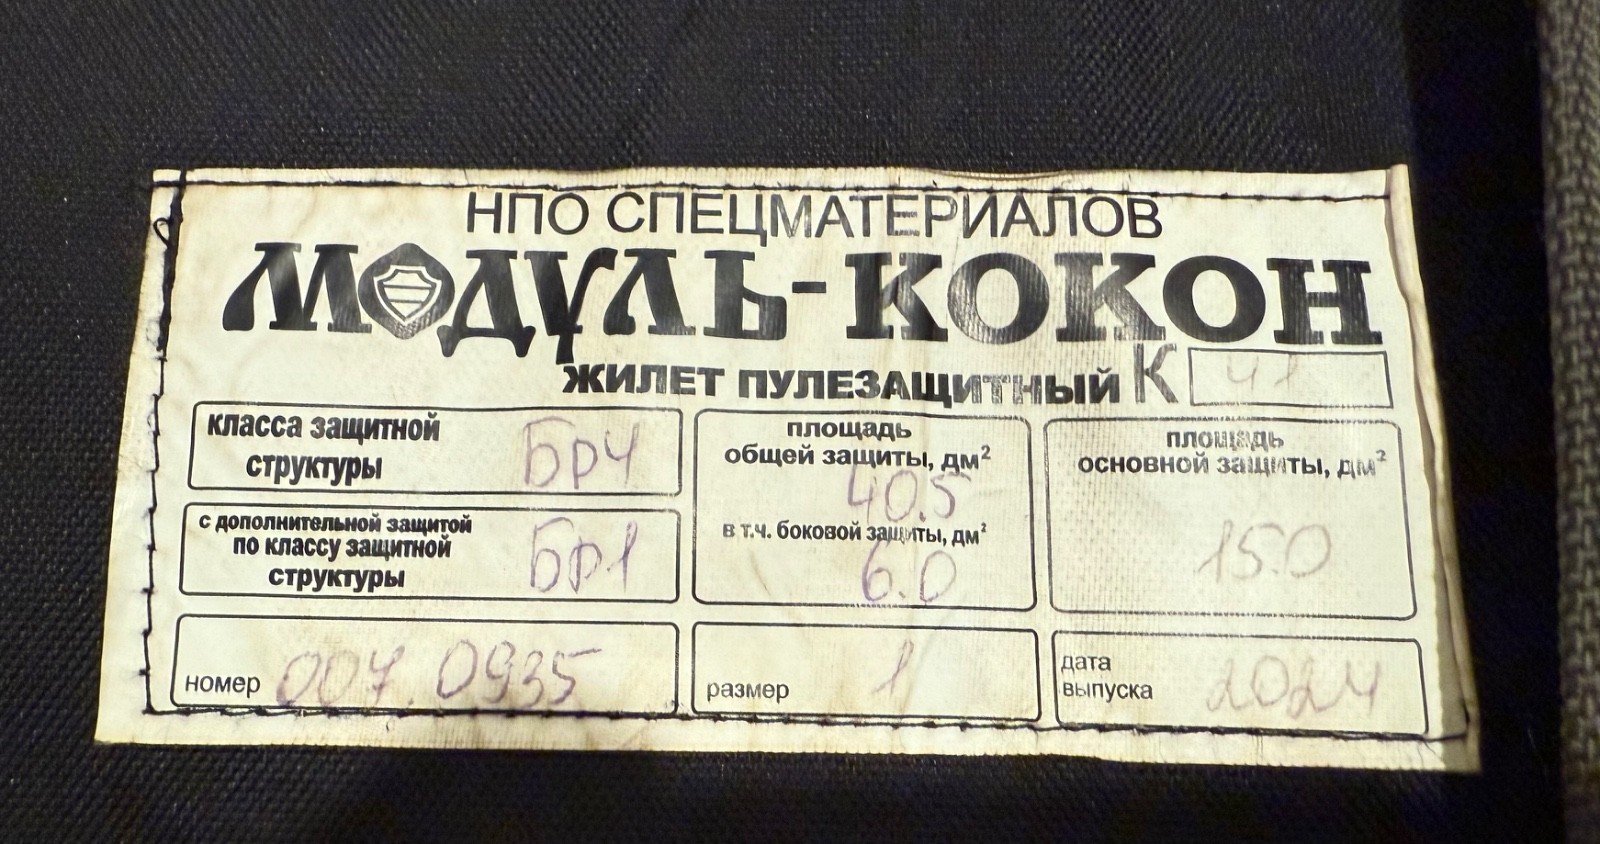 НПО СПЕЦМАТЕРИАЛОВ
МОДУЛЬ-КОКОН
ЖИЛЕТ ПУЛЕЗАЩИТНЫЙ К 41
класса защитной
структуры Бр4
с дополнительной защитой
по классу защитной
структуры Бр1
площадь
общей защиты, дм²
40.5
в т.ч. боковой защиты, дм²
6.0
площадь
основной защиты, дм²
15.0
номер 007.0935
размер 1
дата
выпуска 2024